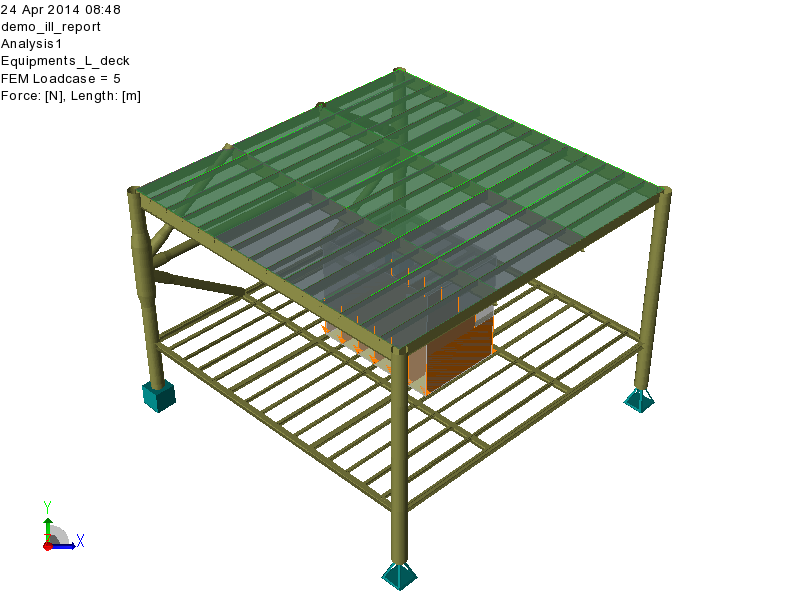 24 Apr 2014 08:48
demo_ill_report
Analysis1
Equipments_L_deck
FEM Loadcase = 5
Force: [N], Length: [m]
Y
X